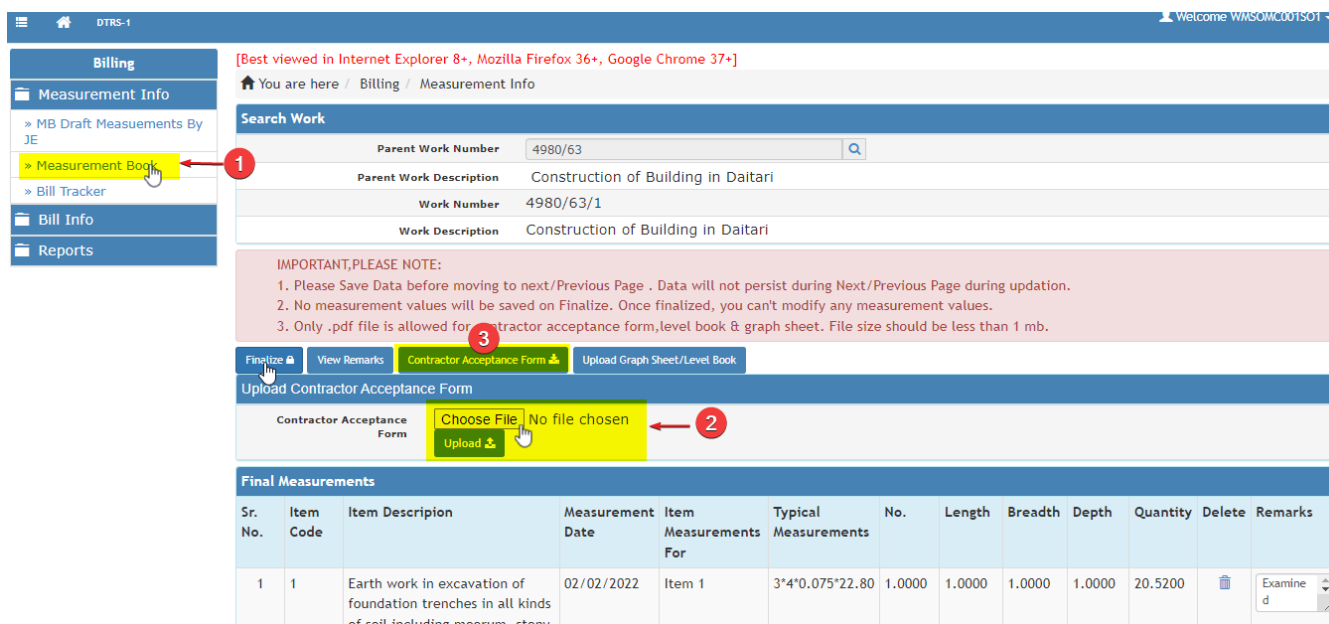 DTRS-1
Welcome WMSOMC001SO1
Billing
Measurement Info
» MB Draft Measuements By
JE
» Measurement Book
» Bill Tracker
Bill Info
Reports
1
[Best viewed in Internet Explorer 8+, Mozilla Firefox 36+, Google Chrome 37+]
You are here / Billing / Measurement Info
Search Work
Parent Work Number 4980/63
Parent Work Description Construction of Building in Daitari
Work Number 4980/63/1
Work Description Construction of Building in Daitari
IMPORTANT,PLEASE NOTE:
1. Please Save Data before moving to next/Previous Page . Data will not persist during Next/Previous Page during updation.
2. No measurement values will be saved on Finalize. Once finalized, you can't modify any measurement values.
3. Only .pdf file is allowed for contractor acceptance form,level book & graph sheet. File size should be less than 1 mb.
3
Finalize View Remarks Contractor Acceptance Form Upload Graph Sheet/Level Book
Upload Contractor Acceptance Form
Contractor Acceptance
Form
Choose File No file chosen
Upload
2
Final Measurements
Sr. Item Item Descripion Measurement Item Typical No. Length Breadth Depth Quantity Delete Remarks
No. Code Date Measurements Measurements
For
1 1 Earth work in excavation of 02/02/2022 Item 1 3*4*0.075*22.80 1.0000 1.0000 1.0000 1.0000 20.5200 Examine
foundation trenches in all kinds d
of soil including moorum, stony